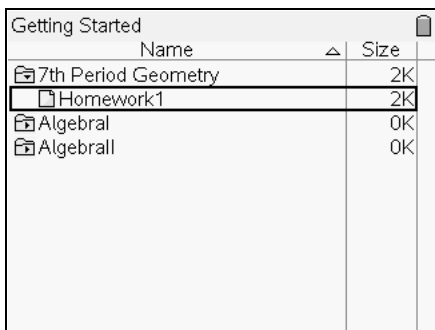 Getting Started
Name Size
7th Period Geometry 2K
Homework1 2K
AlgebraI 0K
AlgebraII 0K